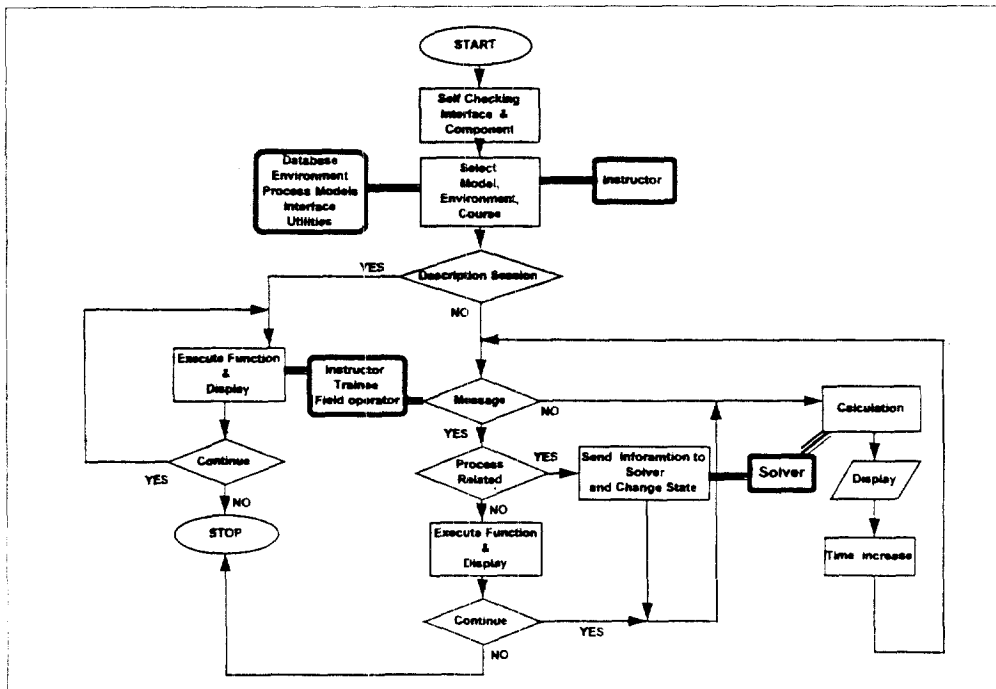 START
Self Checking
Interface &
Component
Database
Environment
Process Models
Interface
Utilities
Select
Model,
Environment,
Course
Instructor
YES
Description Session
NO
Execute Function
&
Display
Instructor
Trainee
Field operator
Message
NO
Calculation
YES
Continue
YES
NO
STOP
Process
Related
YES
Send Informtion to
Solver
and Change State
Solver
Display
NO
Execute Function
&
Display
Time increase
Continue
YES
NO